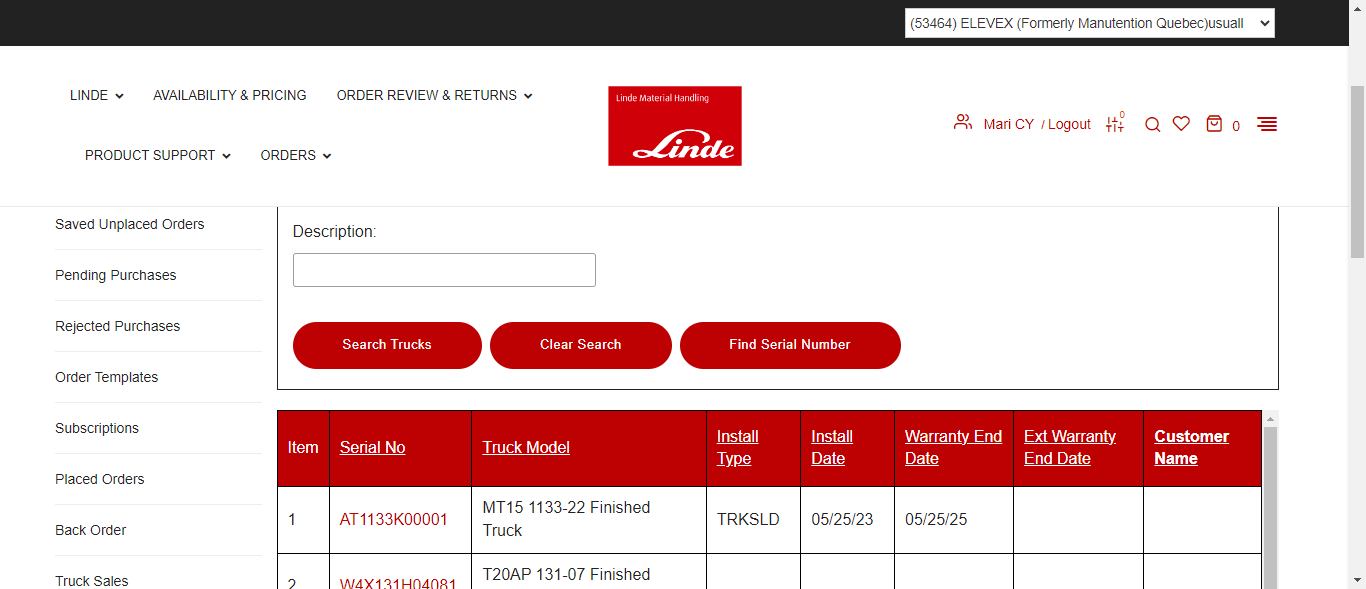 (53464) ELEVEX (Formerly Manutention Quebec)usuall
LINDE
AVAILABILITY & PRICING
ORDER REVIEW & RETURNS
PRODUCT SUPPORT
ORDERS
Linde Material Handling
Linde
Mari CY / Logout
0
0
Saved Unplaced Orders
Pending Purchases
Rejected Purchases
Order Templates
Subscriptions
Placed Orders
Back Order
Truck Sales
Description:
Search Trucks
Clear Search
Find Serial Number
Item
Serial No
Truck Model
Install
Type
Install
Date
Warranty End
Date
Ext Warranty
End Date
Customer
Name
1
AT1133K00001
MT15 1133-22 Finished
Truck
TRKSLD
05/25/23
05/25/25
2
W4X131H04081
T20AP 131-07 Finished